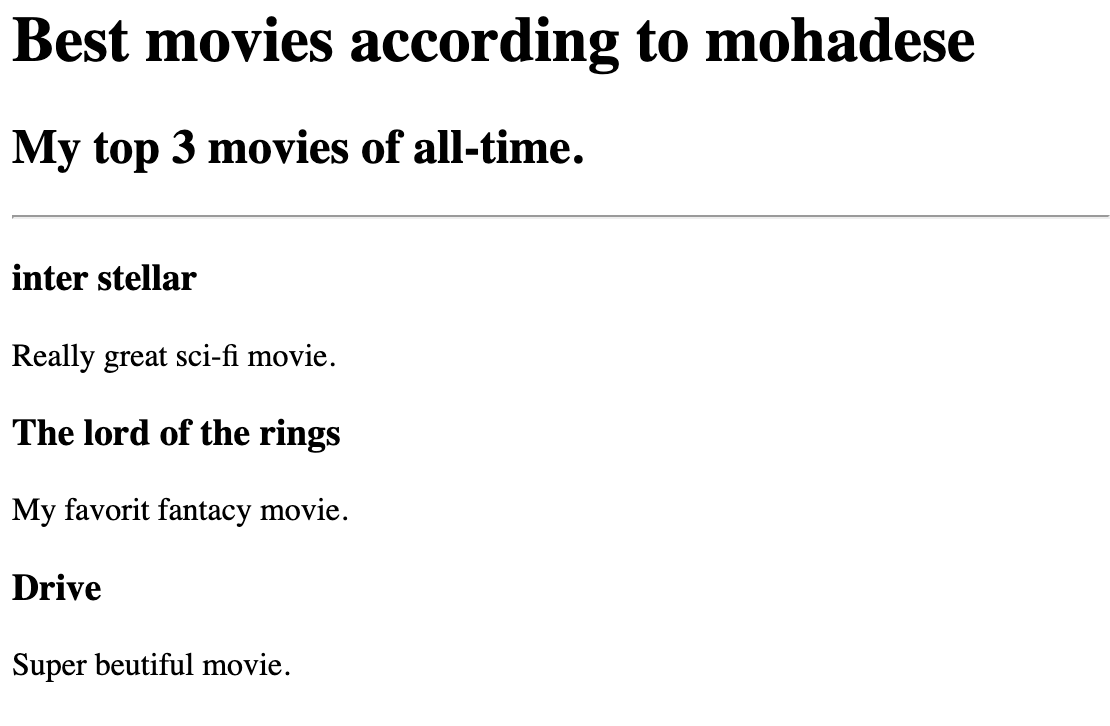 Best movies according to mohadese
My top 3 movies of all-time.
inter stellar
Really great sci-fi movie.
The lord of the rings
My favorit fantacy movie.
Drive
Super beutiful movie.